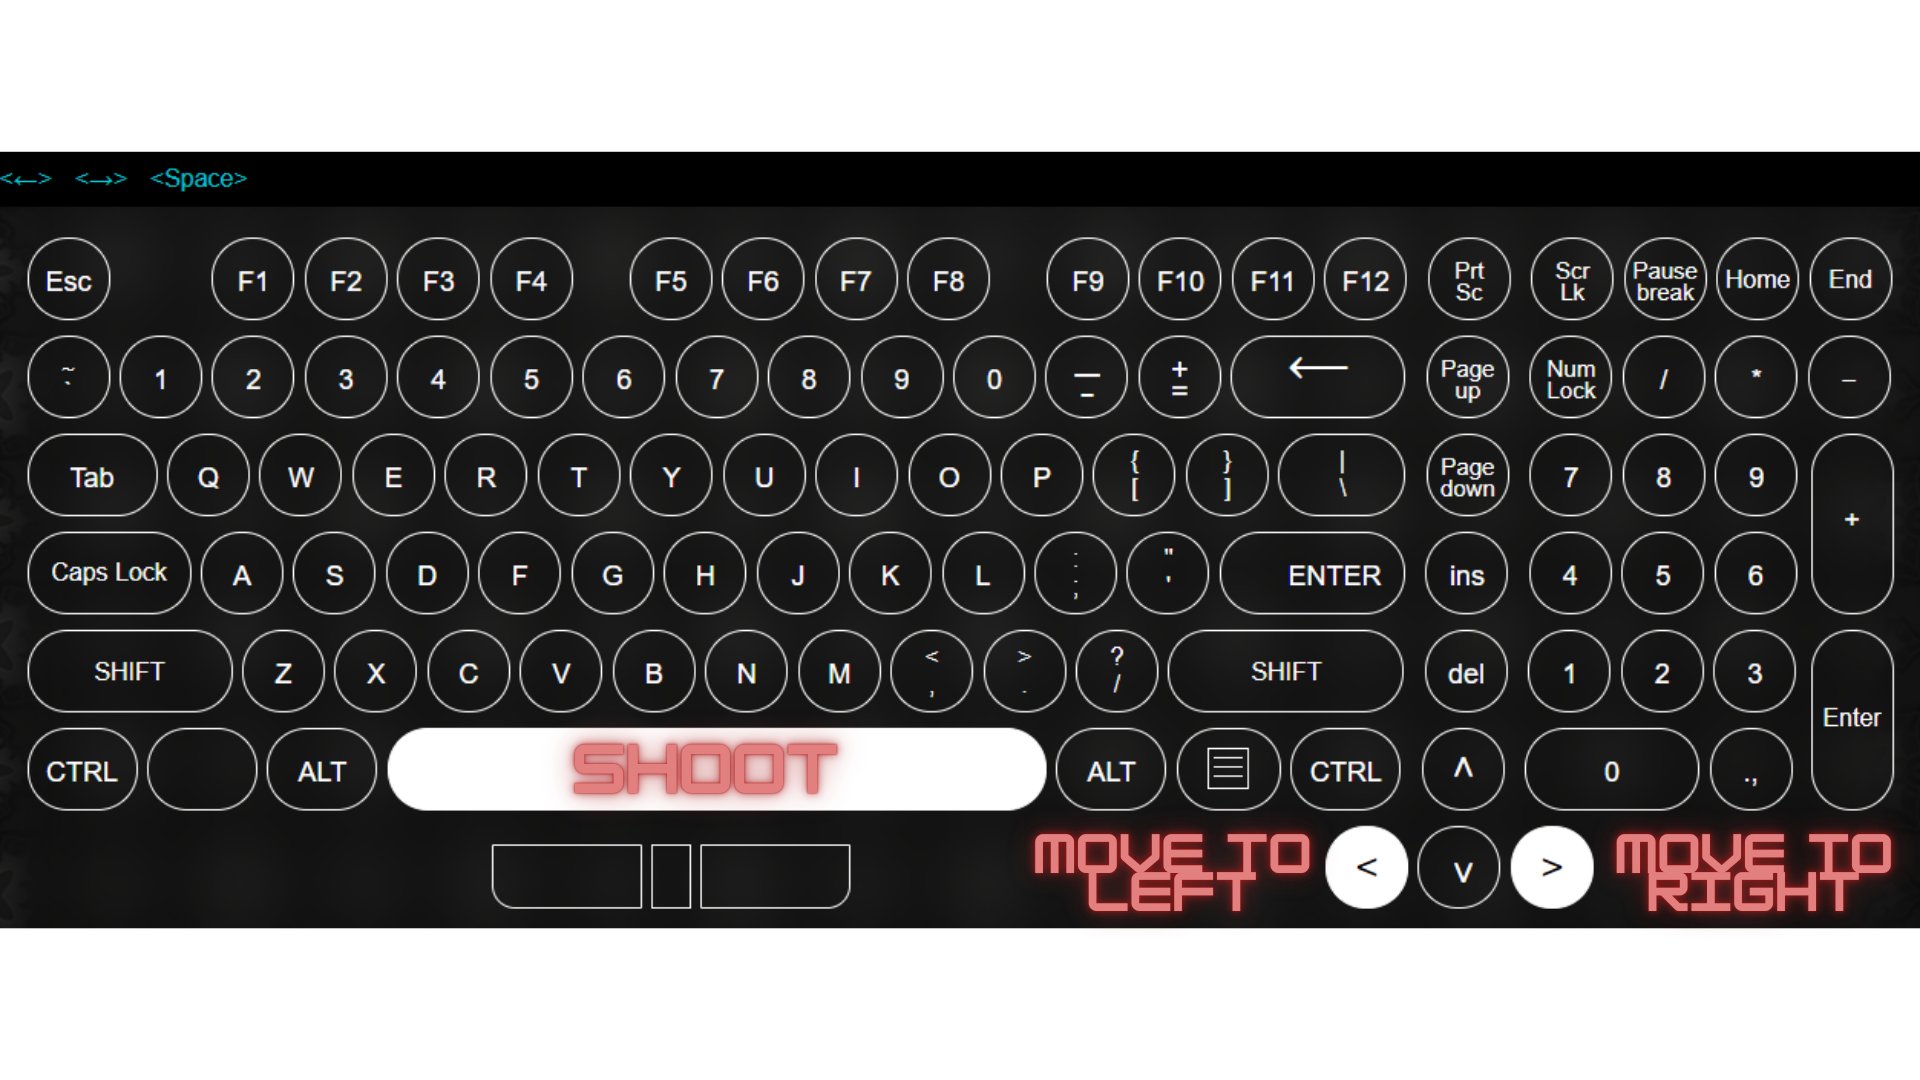 <←> <→> <Space>
Esc F1 F2 F3 F4 F5 F6 F7 F8 F9 F10 F11 F12 Prt Sc Scr Lk Pause break Home End
~ ` 1 2 3 4 5 6 7 8 9 0 — - + = ← Page up Num Lock / * –
Tab Q W E R T Y U I O P { [ } ] | \ Page down 7 8 9 +
Caps Lock A S D F G H J K L : ; " ' ENTER ins 4 5 6
SHIFT Z X C V B N M < , > . ? / SHIFT del 1 2 3 Enter
CTRL ALT SHOOT ALT CTRL ^ 0 .,
MOVE TO LEFT < v > MOVE TO RIGHT